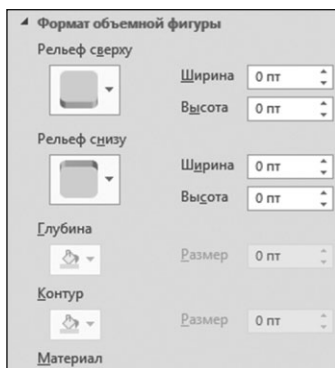 Формат объемной фигуры
Рельеф сверху
Ширина 0 пт
Высота 0 пт
Рельеф снизу
Ширина 0 пт
Высота 0 пт
Глубина
Размер 0 пт
Контур
Размер 0 пт
Материал